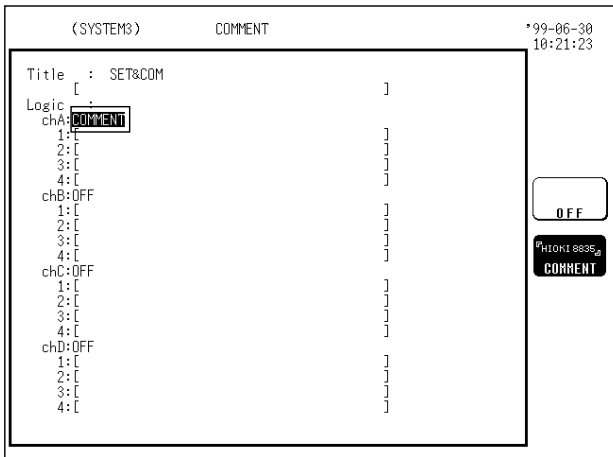 (SYSTEM3) COMMENT '99-06-30
10:21:23
Title : SET&COM
[ ]
Logic :
chA:COMMENT
1:[ ]
2:[ ]
3:[ ]
4:[ ]
chB:OFF
1:[ ]
2:[ ]
3:[ ]
4:[ ]
chC:OFF
1:[ ]
2:[ ]
3:[ ]
4:[ ]
chD:OFF
1:[ ]
2:[ ]
3:[ ]
4:[ ]
OFF
『HIOKI 8835』
COMMENT